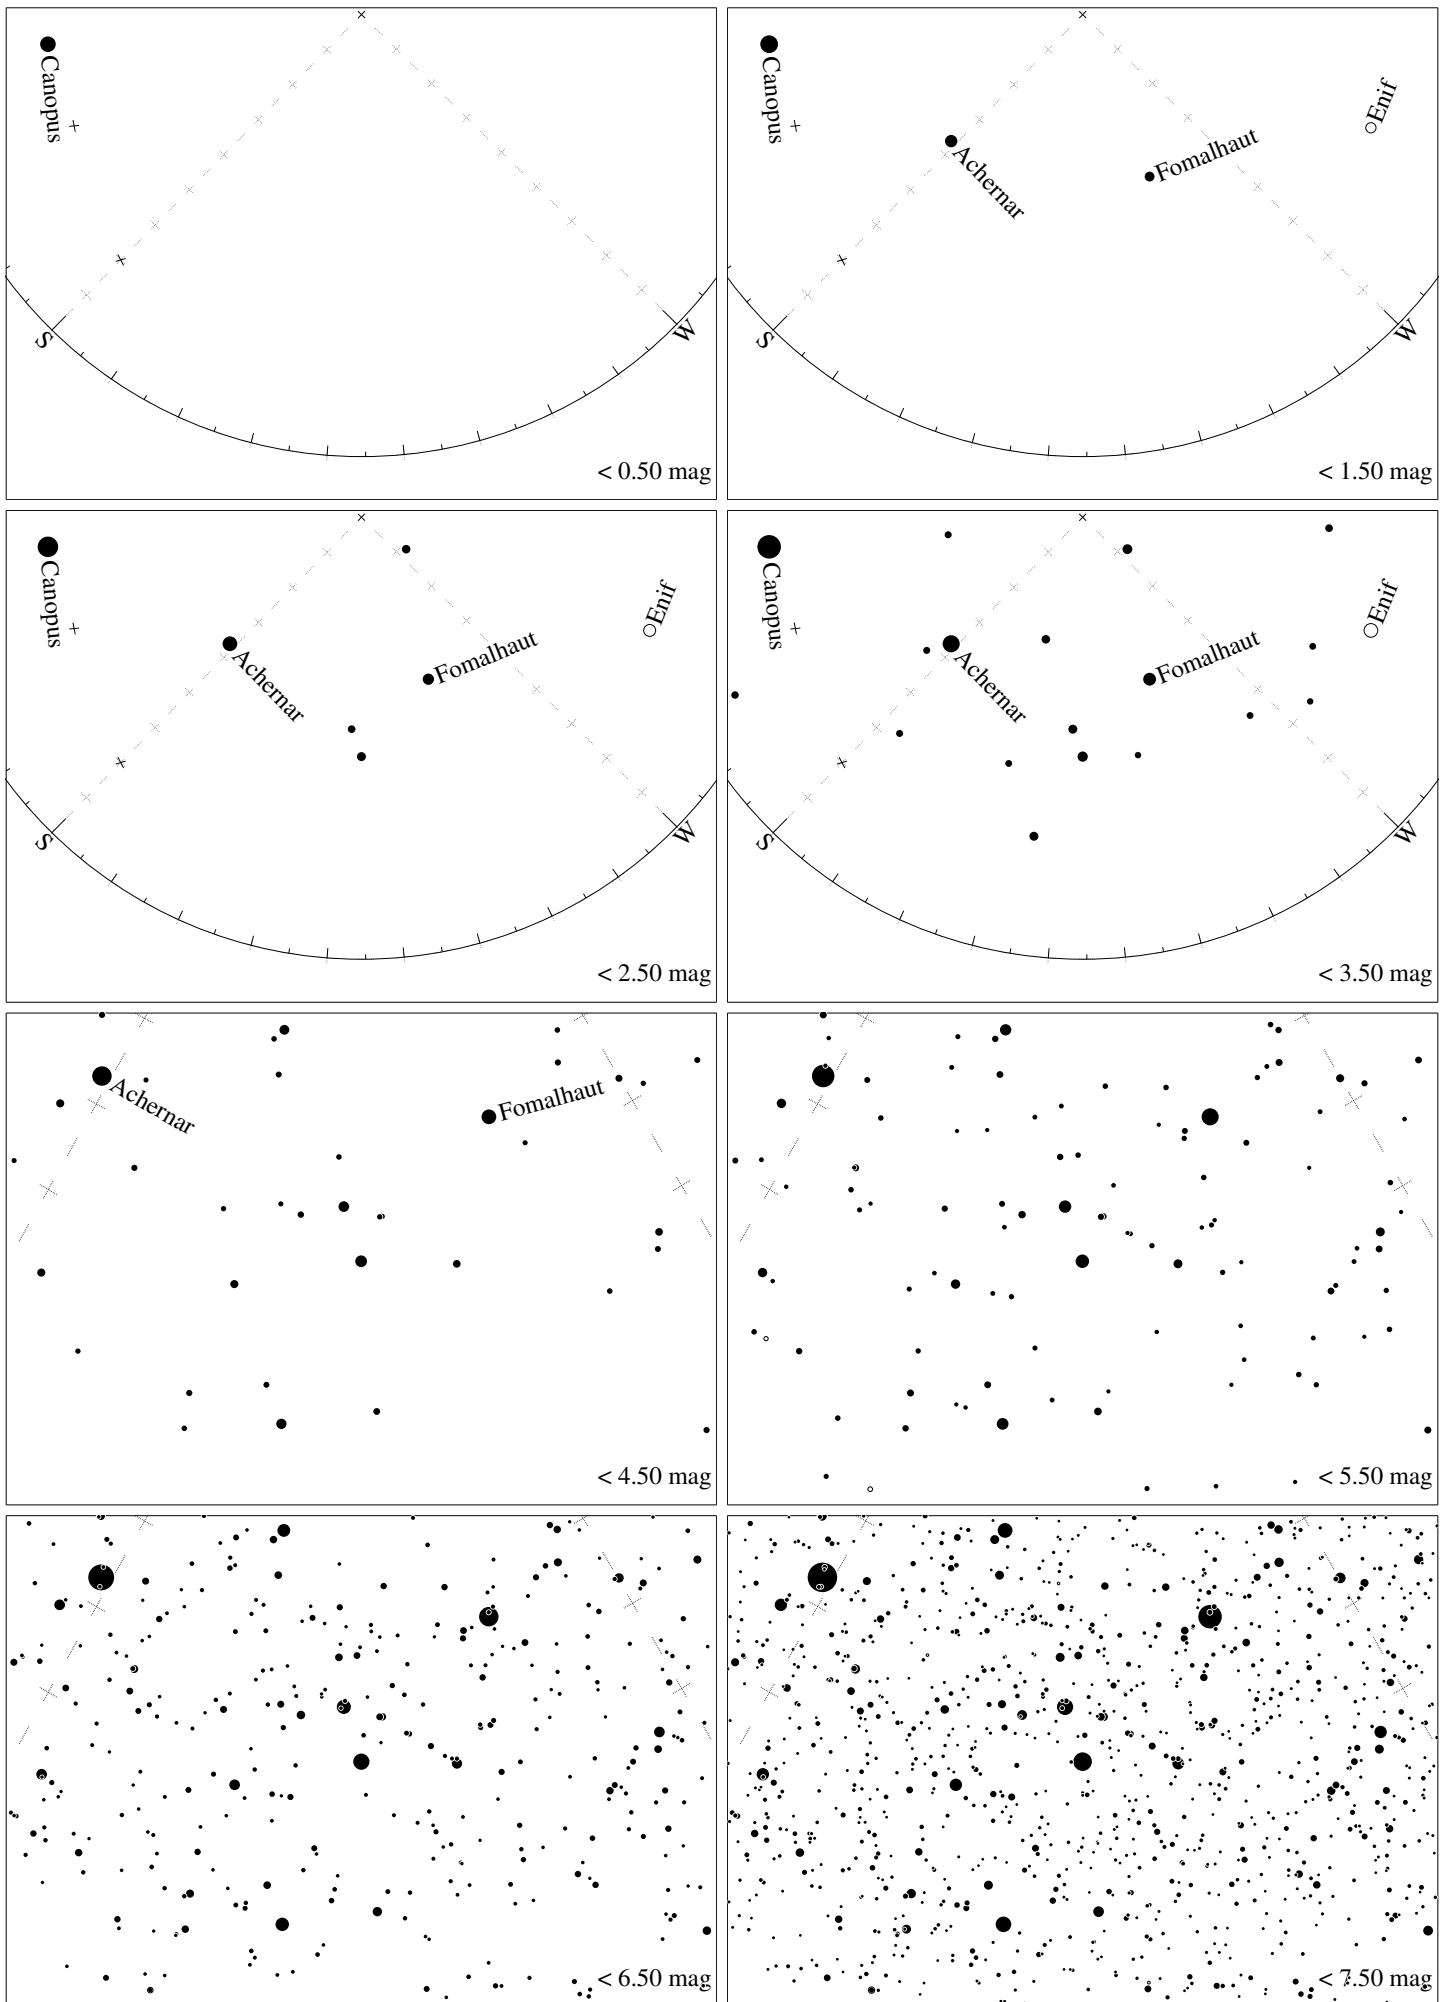 Canopus
S
W
< 0.50 mag
Canopus
Achernar
Fomalhaut
Enif
S
W
< 1.50 mag
Canopus
Achernar
Fomalhaut
Enif
S
W
< 2.50 mag
Canopus
Achernar
Fomalhaut
Enif
S
W
< 3.50 mag
Achernar
Fomalhaut
< 4.50 mag
< 5.50 mag
< 6.50 mag
< 7.50 mag